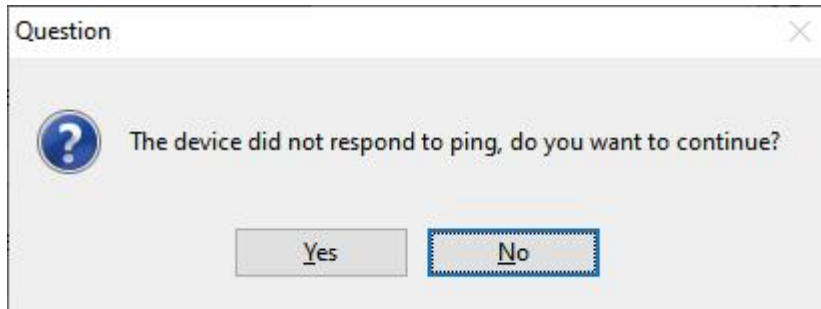 Question
The device did not respond to ping, do you want to continue?
Yes
No